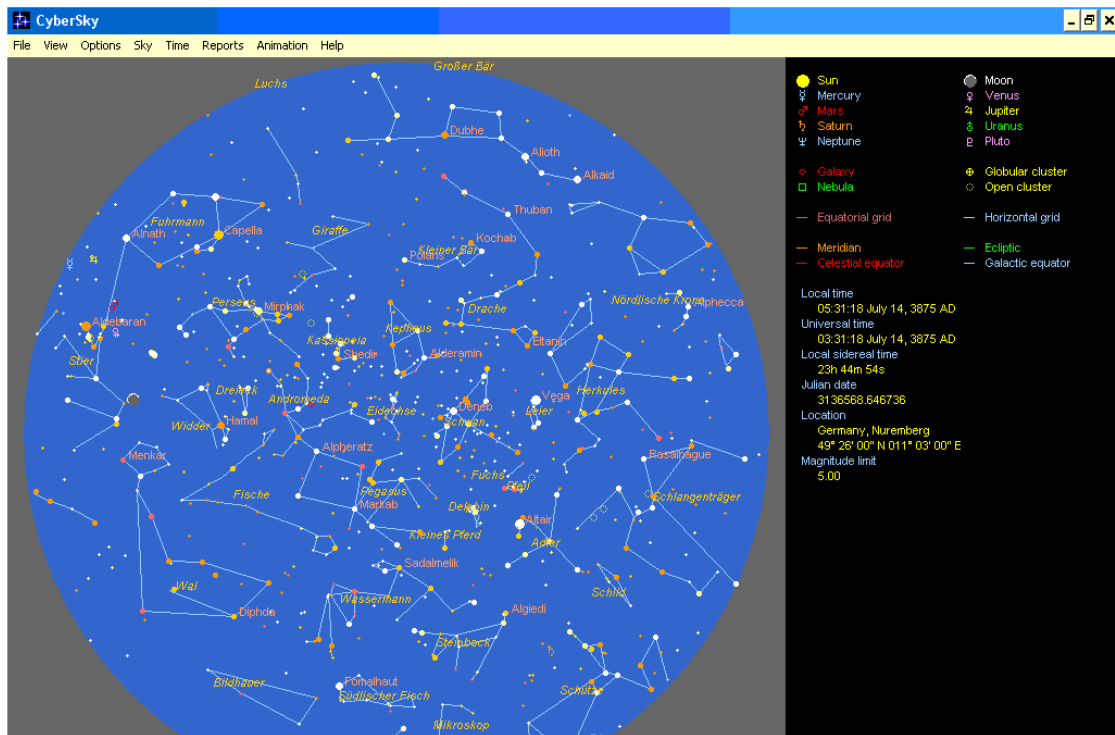 CyberSky
File View Options Sky Time Reports Animation Help
Großer Bär
Luchs
Dubhe
Alioth
Alkaid
Thuban
Fuhrmann
Capella
Alnath
Giraffe
Kochab
Kleiner Bär
Polaris
Perseus
Mirphak
Nördlische Krone
Alphecca
Drache
Aldebaran
Kepheus
Kassiopeia
Shedir
Alderamin
Eltanin
Stier
Dreieck
Andromeda
Herkules
Eidechse
Deneb
Vega
Leier
Widder
Hamal
Schwan
Menkar
Alpheratz
Rasalhague
Fische
Pegasus
Fuchs
Pfeil
Schlangenträger
Markab
Delphin
Altair
Kleines Pferd
Adler
Sadalmelik
Wal
Wassermann
Schild
Diphda
Algiedi
Steinbock
Bildhauer
Fomalhaut
Südlischer Fisch
Schütze
Mikroskop
Sun Moon
Mercury Venus
Mars Jupiter
Saturn Uranus
Neptune Pluto
Galaxy Globular cluster
Nebula Open cluster
Equatorial grid Horizontal grid
Meridian Ecliptic
Celestial equator Galactic equator
Local time
05:31:18 July 14, 3875 AD
Universal time
03:31:18 July 14, 3875 AD
Local sidereal time
23h 44m 54s
Julian date
3136568.646736
Location
Germany, Nuremberg
49° 26' 00" N 011° 03' 00" E
Magnitude limit
5.00